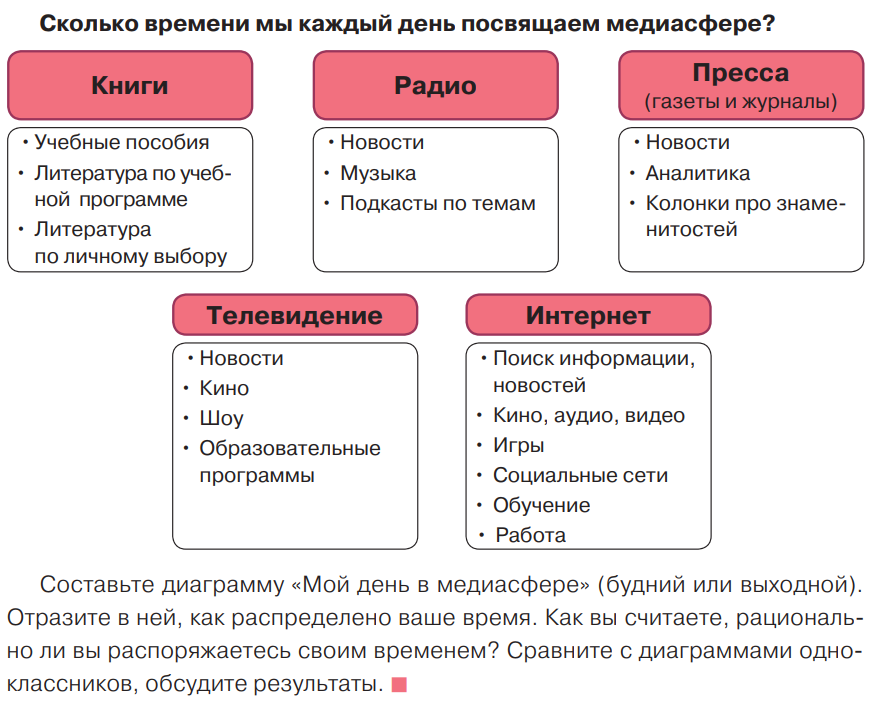 Сколько времени мы каждый день посвящаем медиасфере?
Книги
• Учебные пособия
• Литература по учеб-
ной программе
• Литература
по личному выбору
Радио
• Новости
• Музыка
• Подкасты по темам
Пресса
(газеты и журналы)
• Новости
• Аналитика
• Колонки про знаме-
нитостей
Телевидение
• Новости
• Кино
• Шоу
• Образовательные
программы
Интернет
• Поиск информации,
новостей
• Кино, аудио, видео
• Игры
• Социальные сети
• Обучение
• Работа
Составьте диаграмму «Мой день в медиасфере» (будний или выходной).
Отразите в ней, как распределено ваше время. Как вы считаете, рациональ-
но ли вы распоряжаетесь своим временем? Сравните с диаграммами одно-
классников, обсудите результаты.